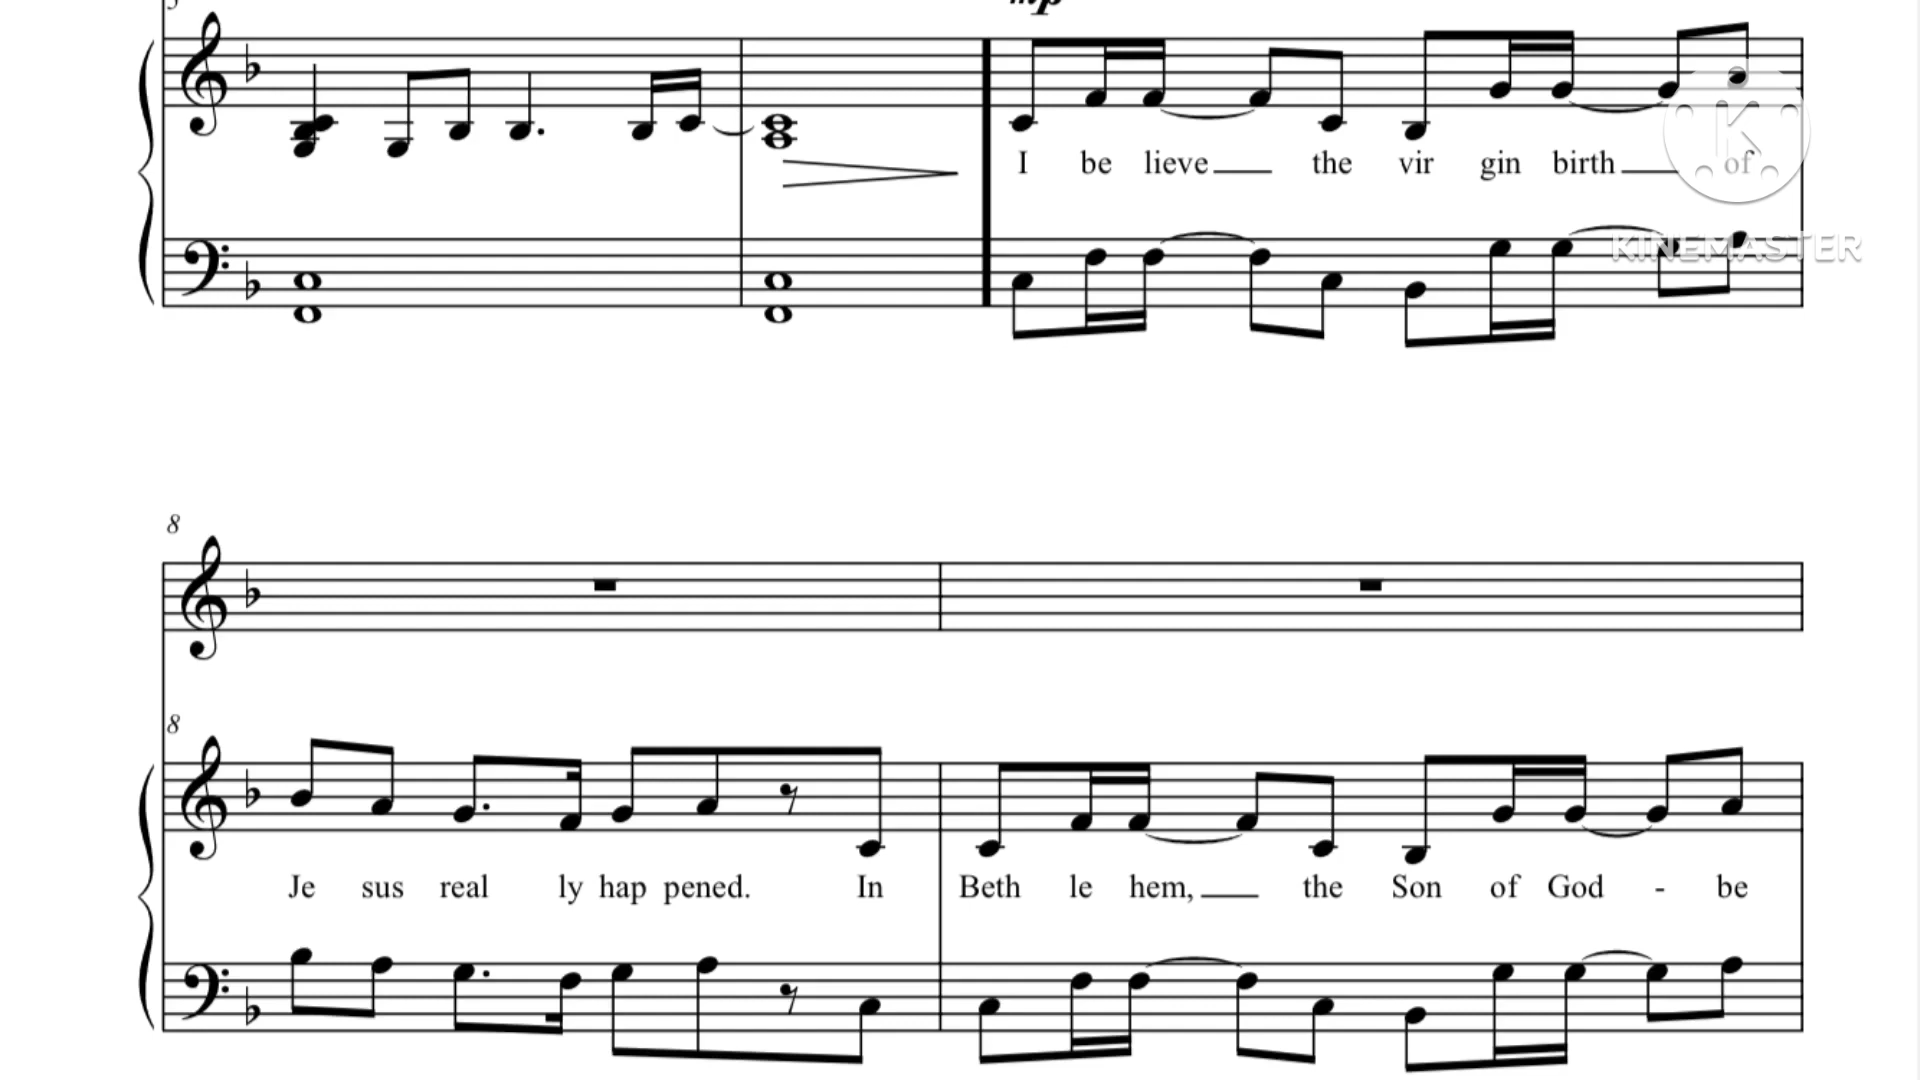 5
mp
I be lieve the vir gin birth of
KINEMASTER
8
8
Je sus real ly hap pened. In Beth le hem, the Son of God - be